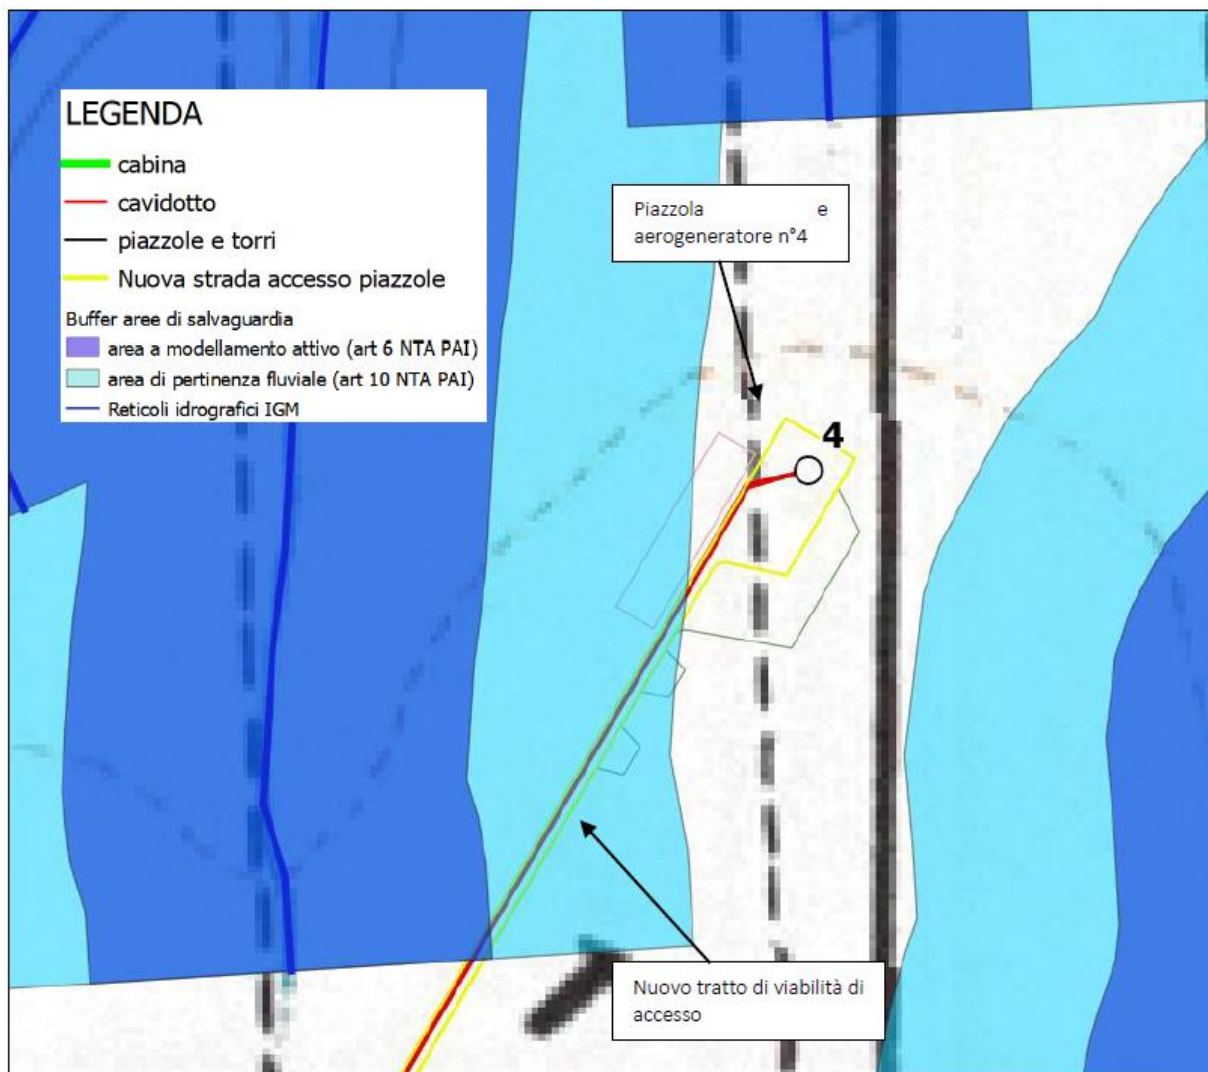 LEGENDA
cabina
cavidotto
piazzole e torri
Nuova strada accesso piazzole
Buffer aree di salvaguardia
area a modellamento attivo (art 6 NTA PAI)
area di pertinenza fluviale (art 10 NTA PAI)
Reticoli idrografici IGM
Piazzola e
aerogeneratore n°4
4
Nuovo tratto di viabilità di
accesso